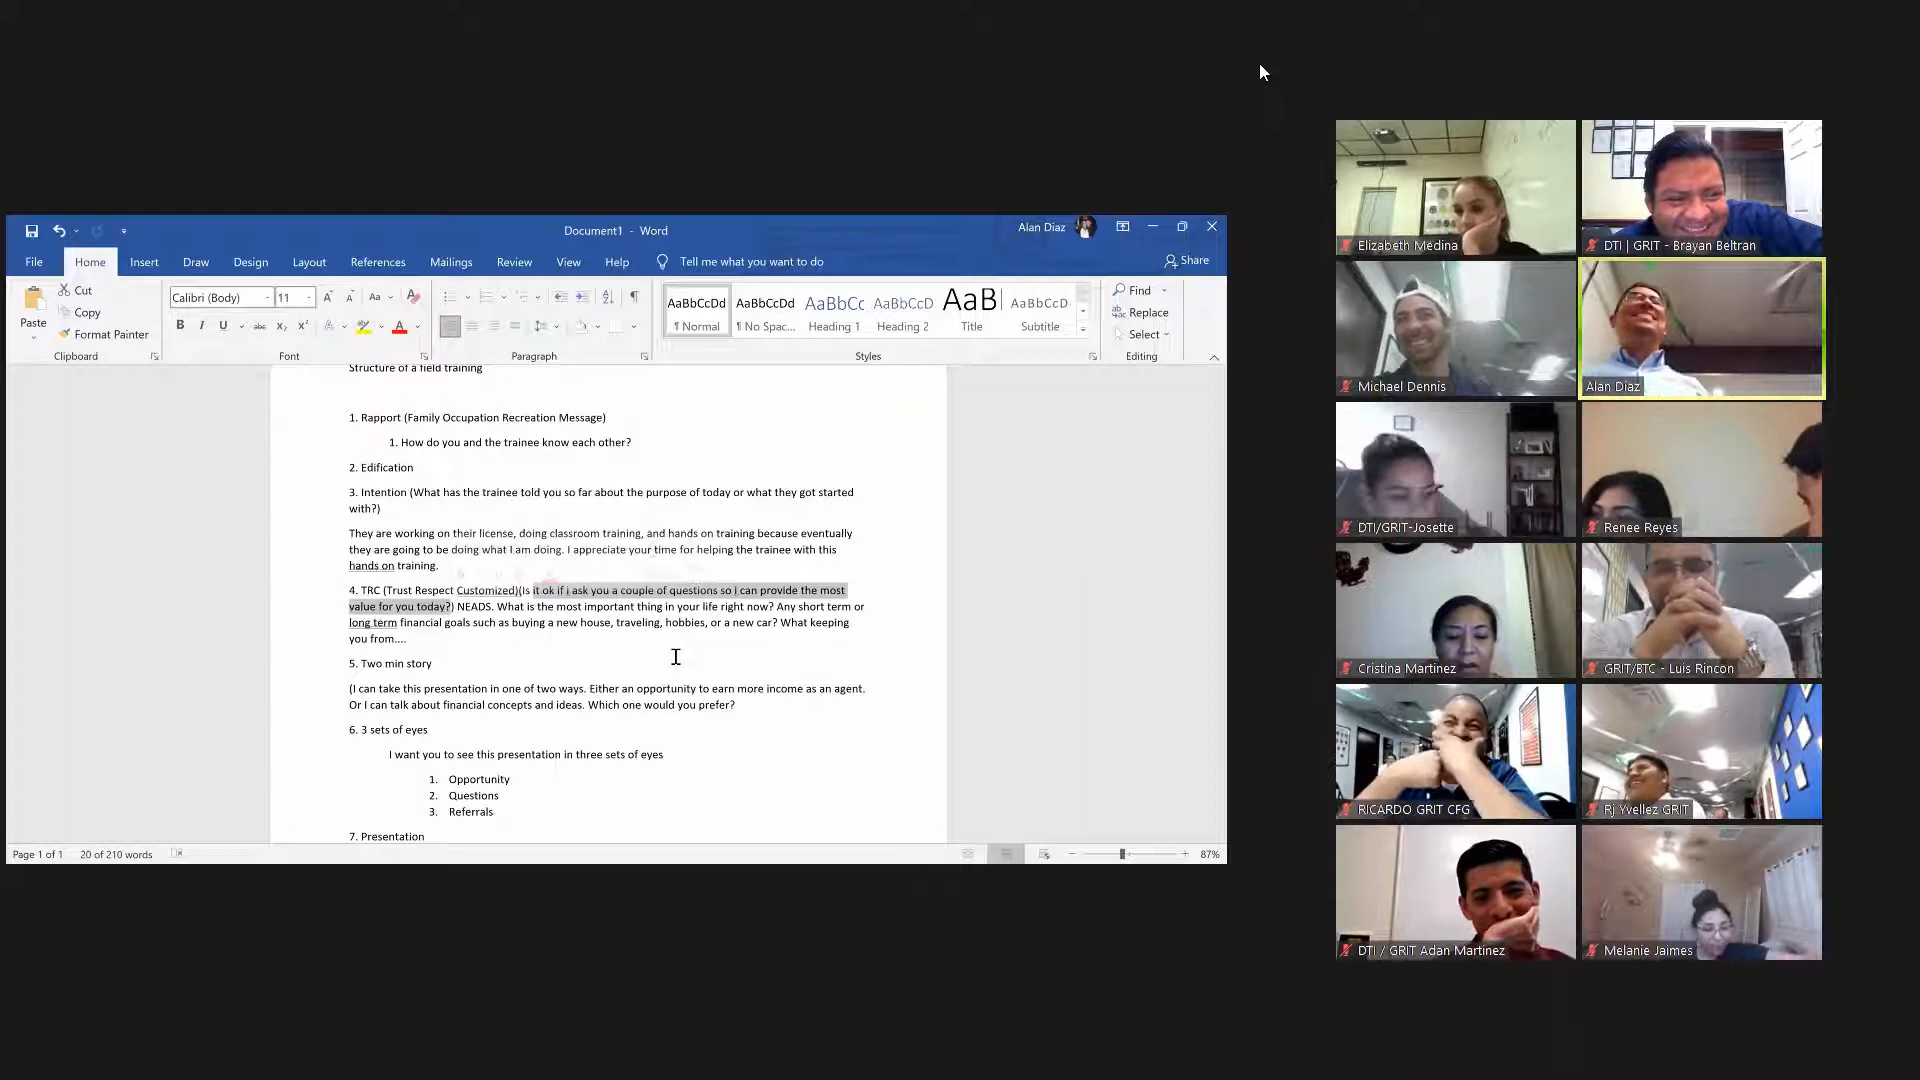 Document1 - Word
Alan Diaz
File Home Insert Draw Design Layout References Mailings Review View Help Tell me what you want to do
Share
Paste
Cut
Copy
Format Painter
Clipboard
Calibri (Body) 11
Font
Paragraph
AaBbCcDd AaBbCcDd AaBbCc AaBbCcD AaB AaBbCcD
¶ Normal ¶ No Spac... Heading 1 Heading 2 Title Subtitle
Styles
Find
Replace
Select
Editing
Structure of a field training
1. Rapport (Family Occupation Recreation Message)
1. How do you and the trainee know each other?
2. Edification
3. Intention (What has the trainee told you so far about the purpose of today or what they got started
with?)
They are working on their license, doing classroom training, and hands on training because eventually
they are going to be doing what I am doing. I appreciate your time for helping the trainee with this
hands on training.
4. TRC (Trust Respect Customized)(Is it ok if i ask you a couple of questions so I can provide the most
value for you today?) NEADS. What is the most important thing in your life right now? Any short term or
long term financial goals such as buying a new house, traveling, hobbies, or a new car? What keeping
you from....
5. Two min story
(I can take this presentation in one of two ways. Either an opportunity to earn more income as an agent.
Or I can talk about financial concepts and ideas. Which one would you prefer?
6. 3 sets of eyes
I want you to see this presentation in three sets of eyes
1. Opportunity
2. Questions
3. Referrals
7. Presentation
Page 1 of 1 20 of 210 words
87%
Elizabeth Medina
DTI | GRIT - Brayan Beltran
Michael Dennis
Alan Diaz
DTI/GRIT-Josette
Renee Reyes
Cristina Martinez
GRIT/BTC - Luis Rincon
RICARDO GRIT CFG
Rj Yvellez GRIT
DTI / GRIT Adan Martinez
Melanie Jaimes